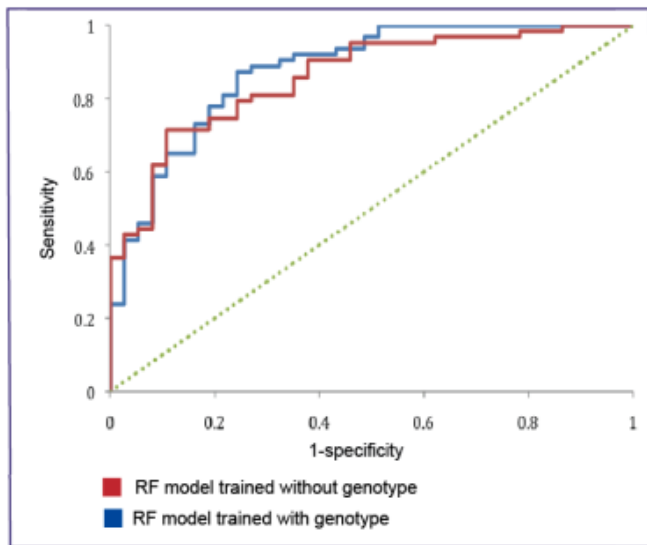 1
0.8
0.6
0.4
0.2
0
Sensitivity
0 0.2 0.4 0.6 0.8 1
1-specificity
RF model trained without genotype
RF model trained with genotype